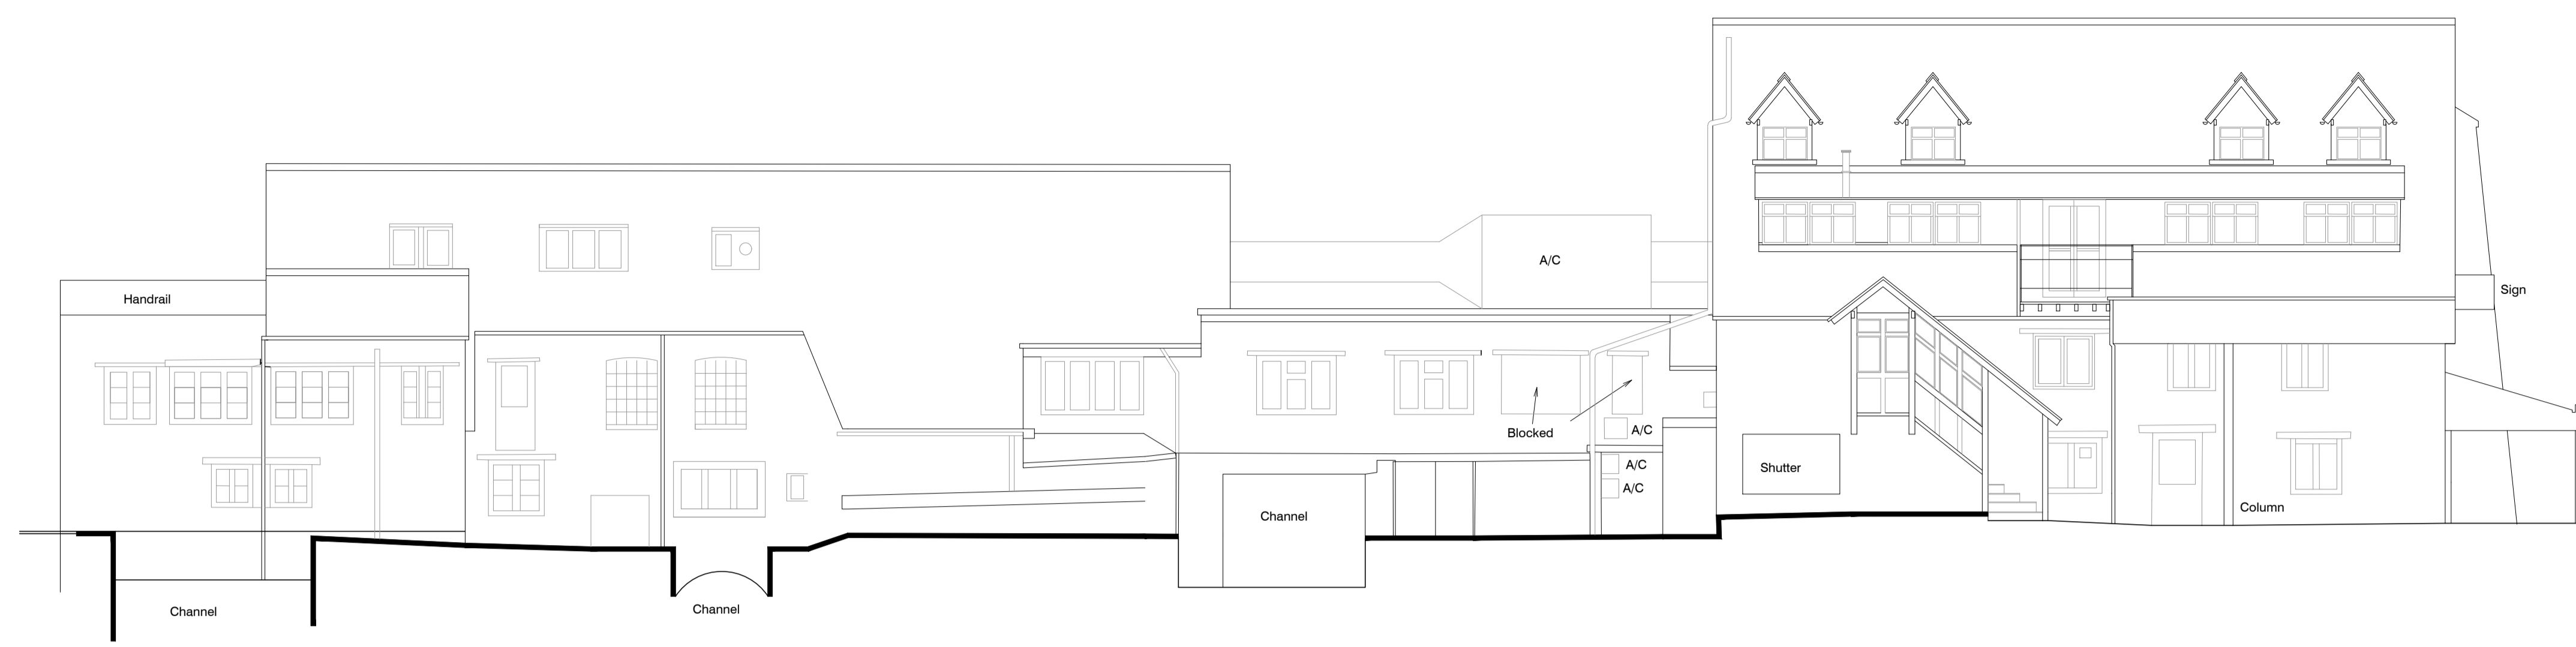 A/C
Handrail
Sign
Blocked
A/C
A/C
Shutter
A/C
Column
Channel
Channel
Channel